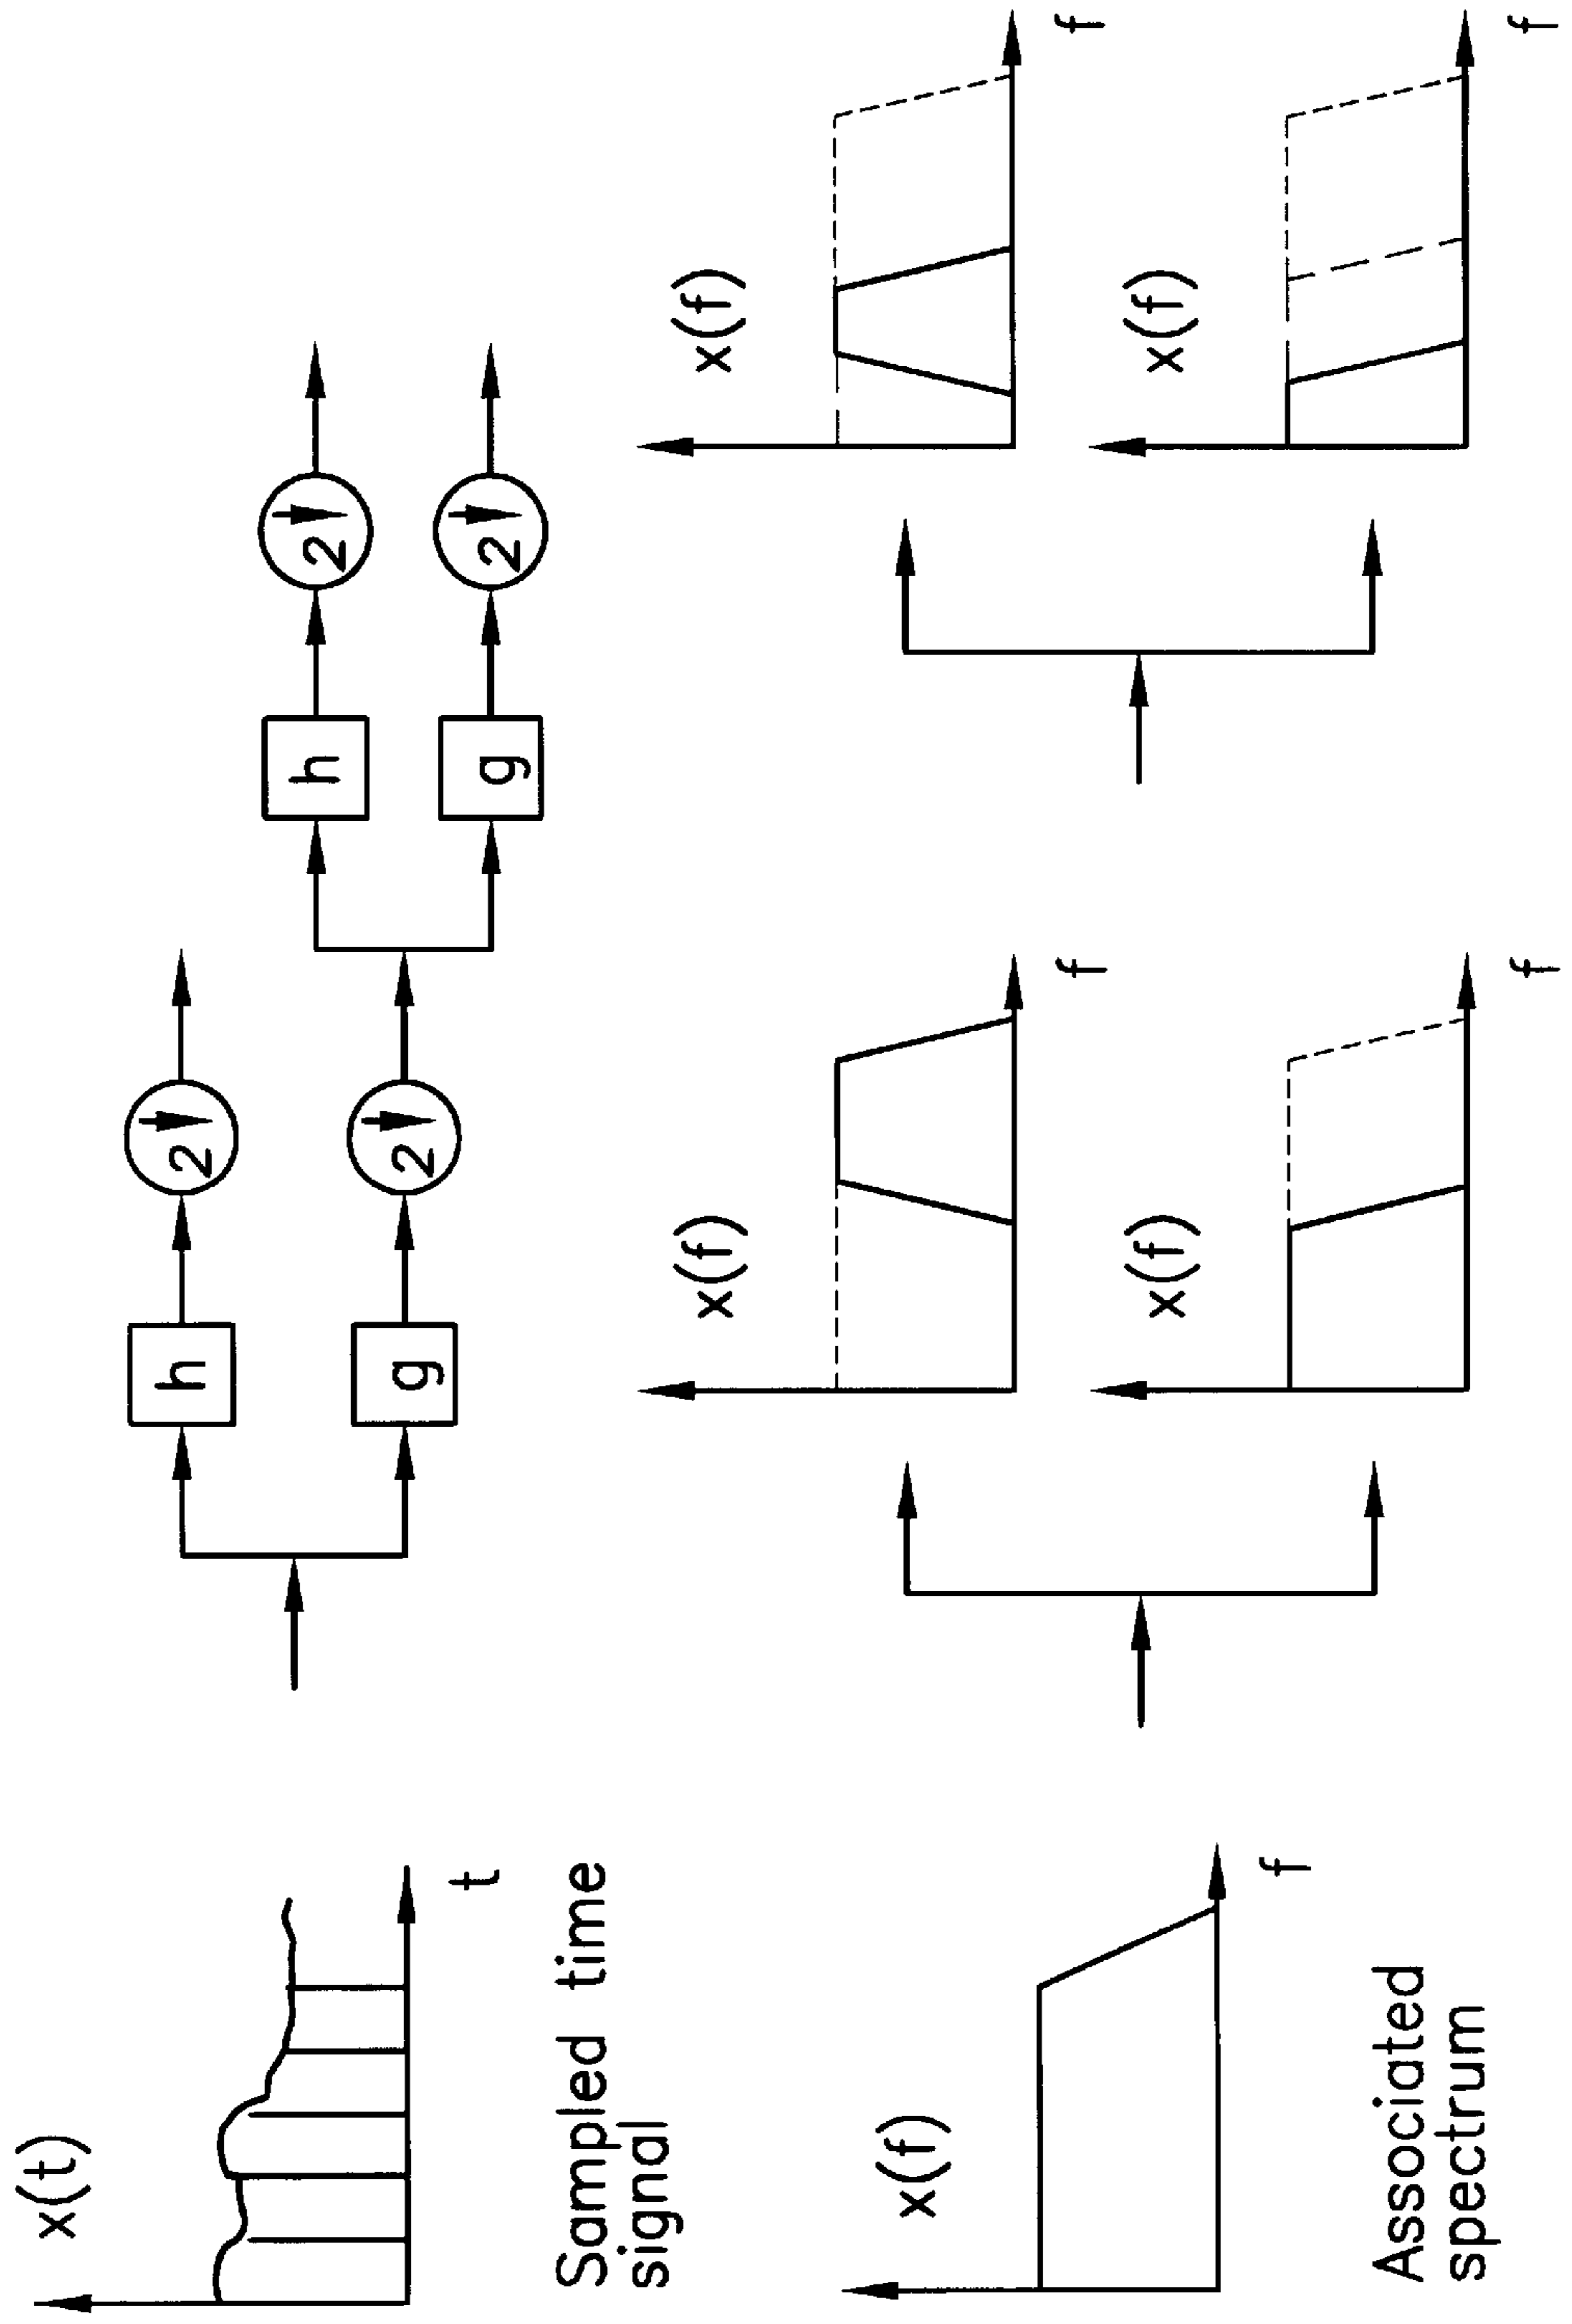 x(t)
t
Sampled time
signal
h
2
g
2
h
2
g
2
x(f)
f
Associated
spectrum
x(f)
f
x(f)
f
x(f)
f
x(f)
f